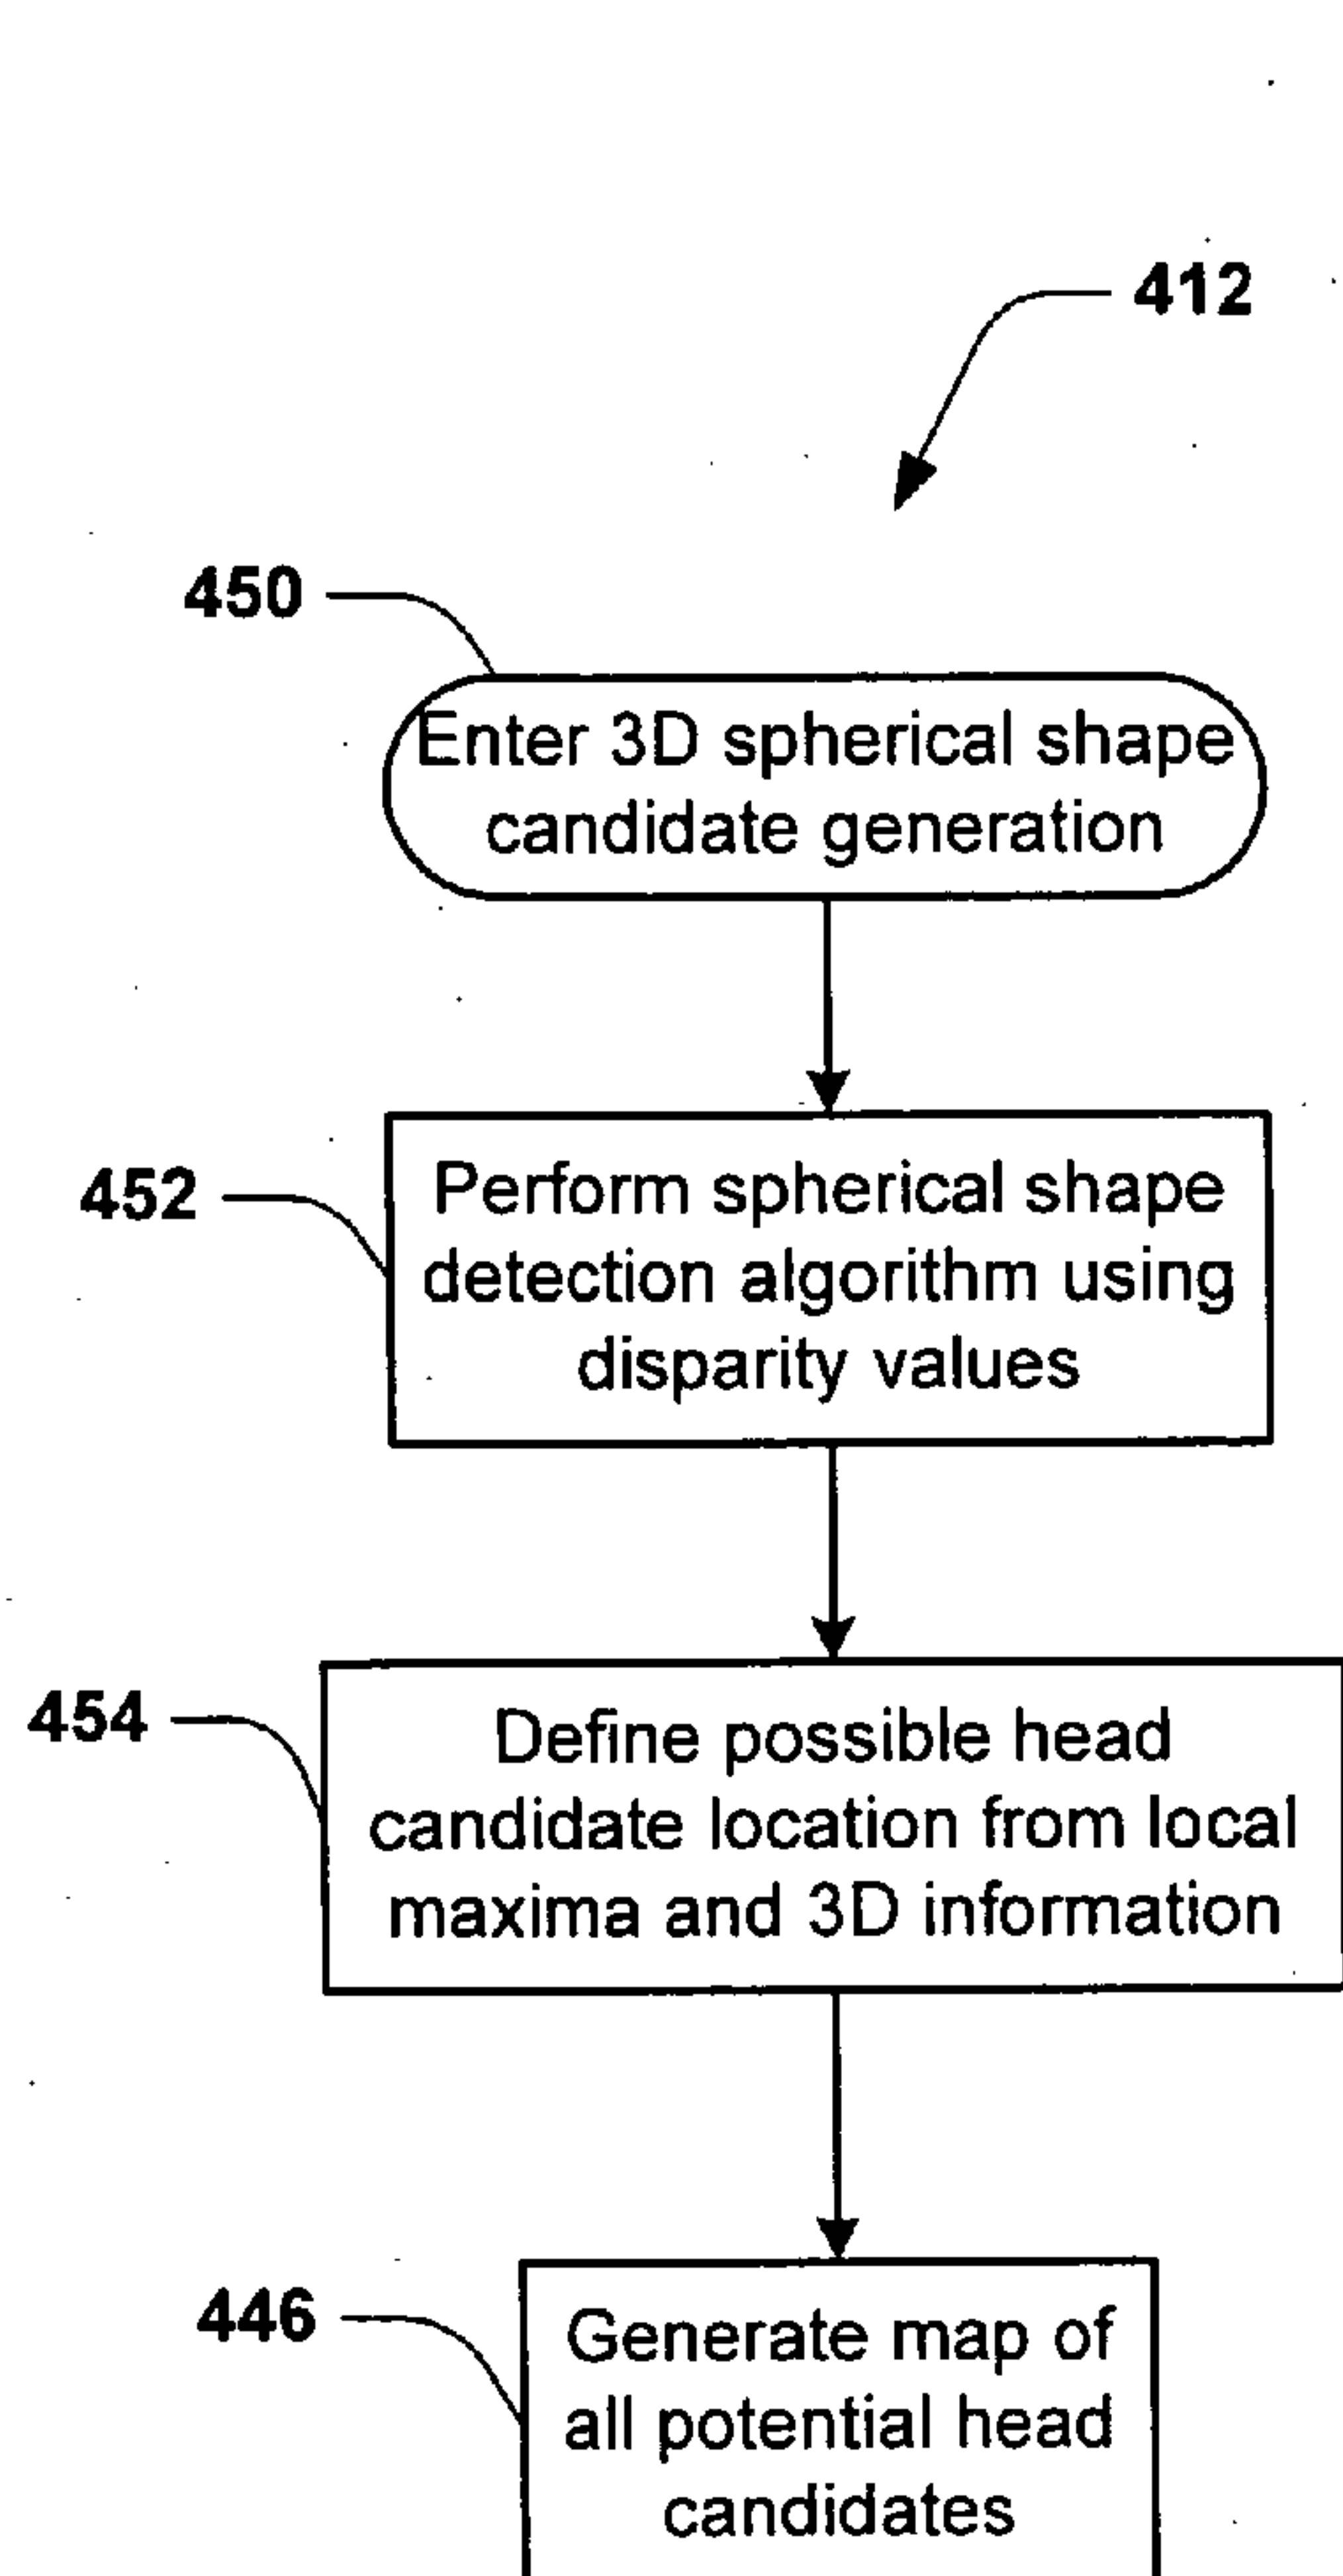 412
450
Enter 3D spherical shape
candidate generation
452
Perform spherical shape
detection algorithm using
disparity values
454
Define possible head
candidate location from local
maxima and 3D information
446
Generate map of
all potential head
candidates